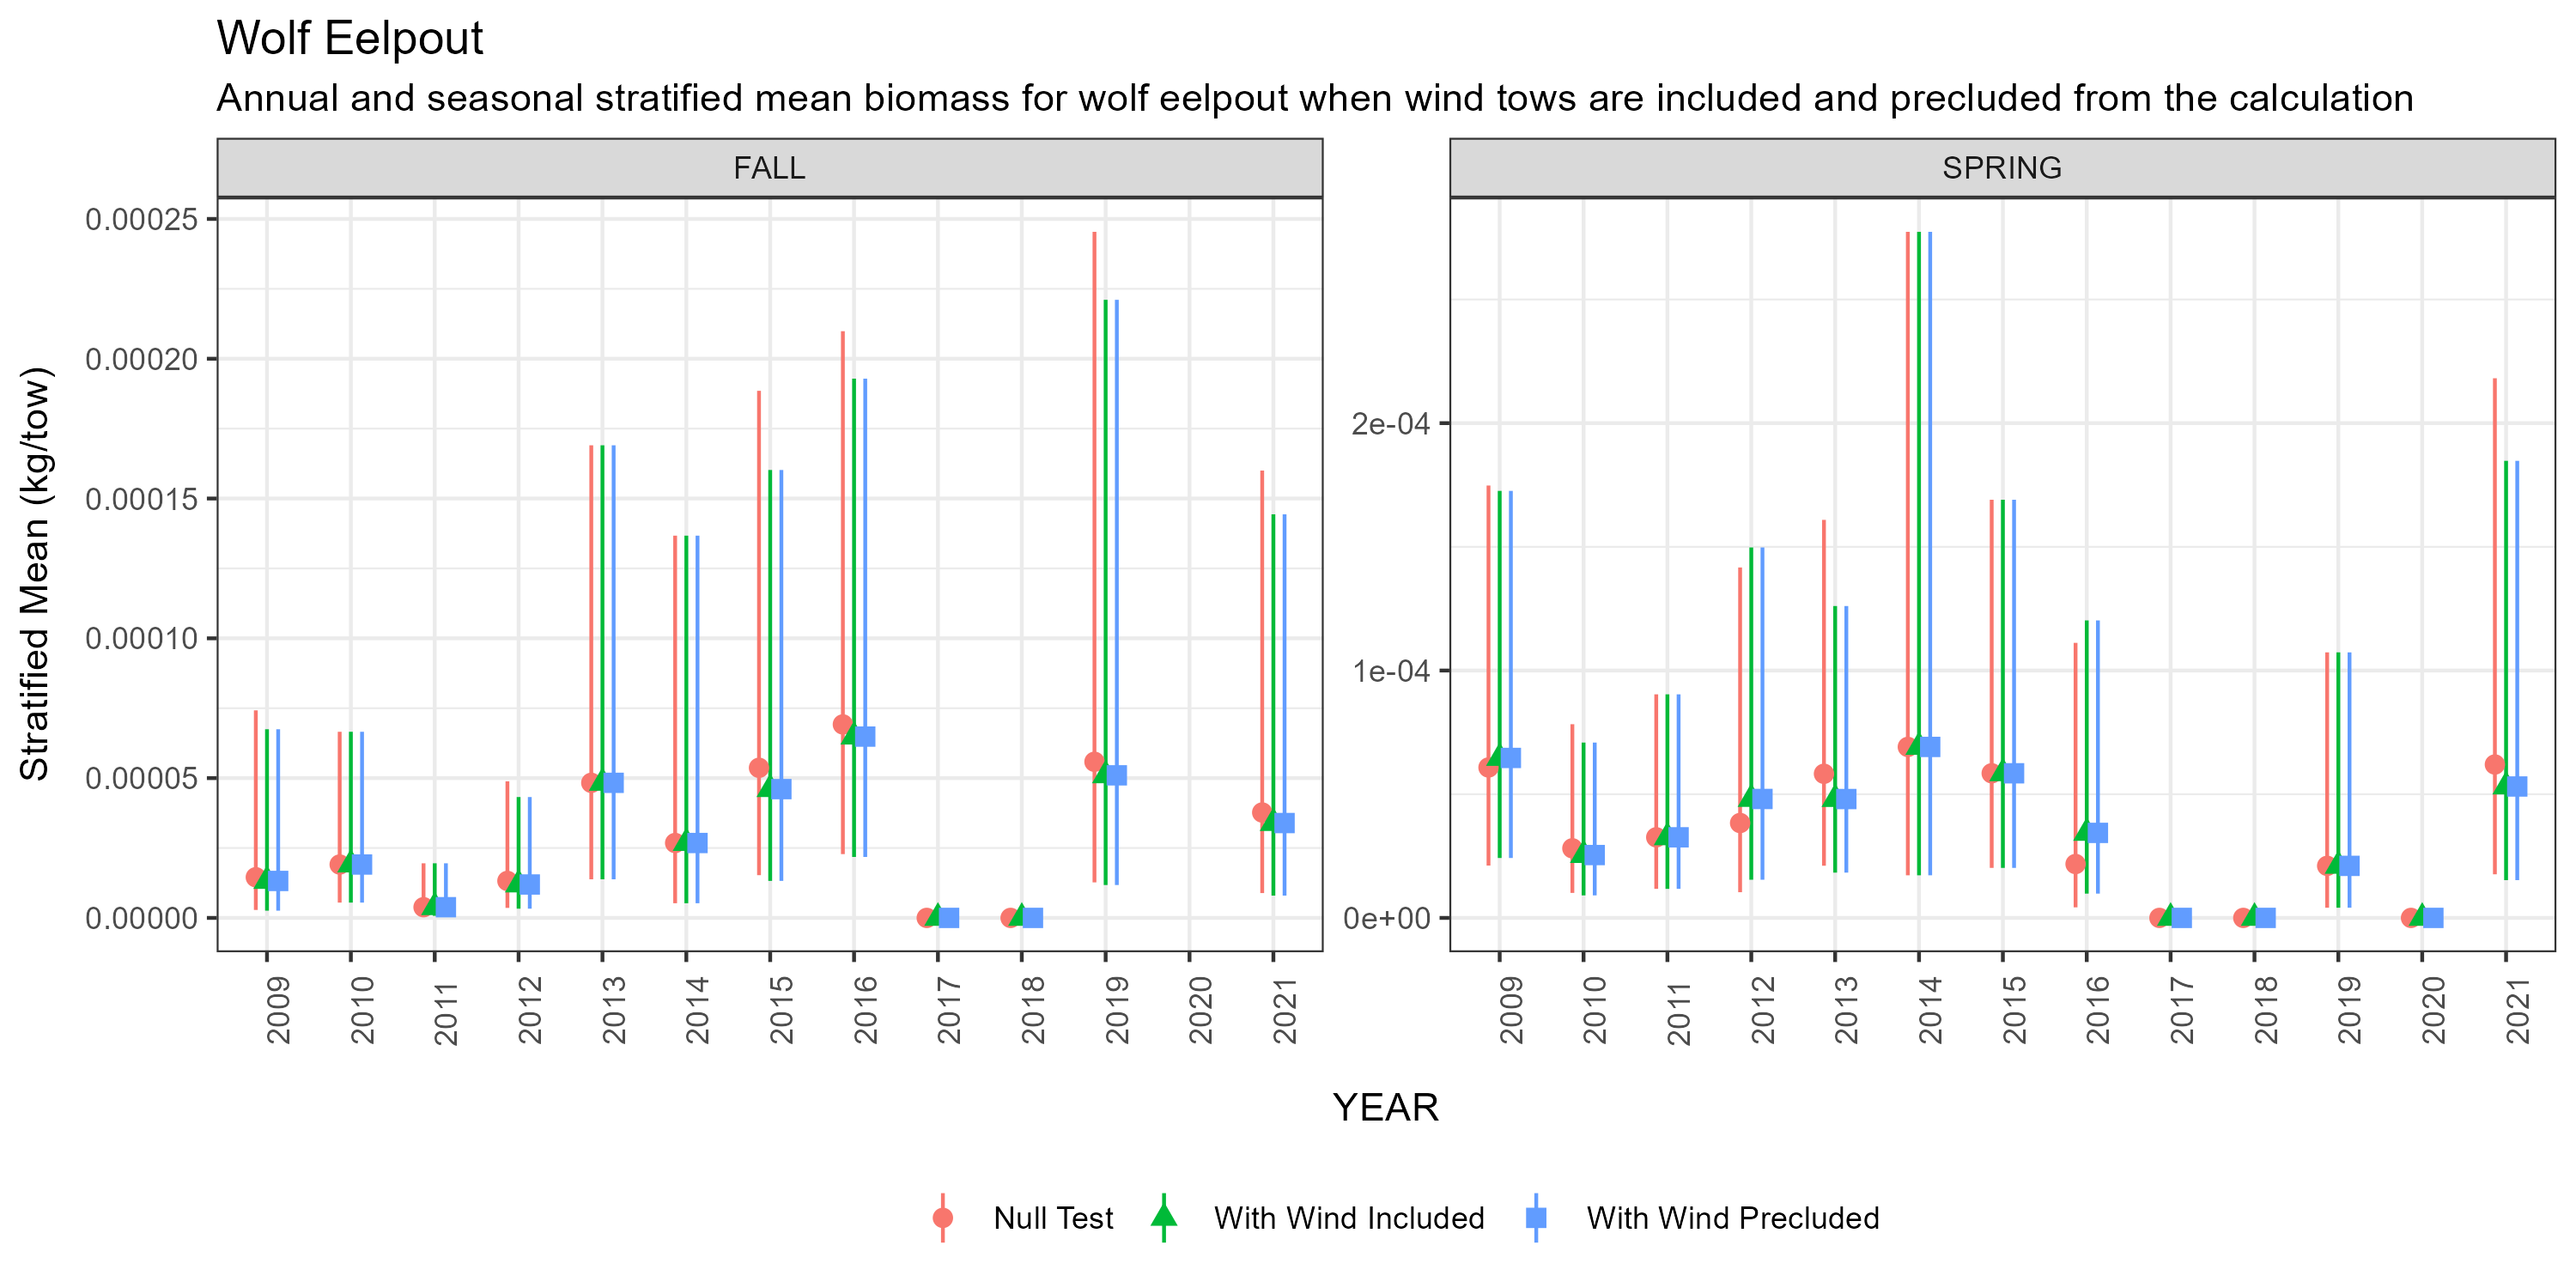 Wolf Eelpout
Annual and seasonal stratified mean biomass for wolf eelpout when wind tows are included and precluded from the calculation
FALL
SPRING
Stratified Mean (kg/tow)
0.00025
0.00020
0.00015
0.00010
0.00005
0.00000
2e-04
1e-04
0e+00
2009 2010 2011 2012 2013 2014 2015 2016 2017 2018 2019 2020 2021
2009 2010 2011 2012 2013 2014 2015 2016 2017 2018 2019 2020 2021
YEAR
Null Test With Wind Included With Wind Precluded